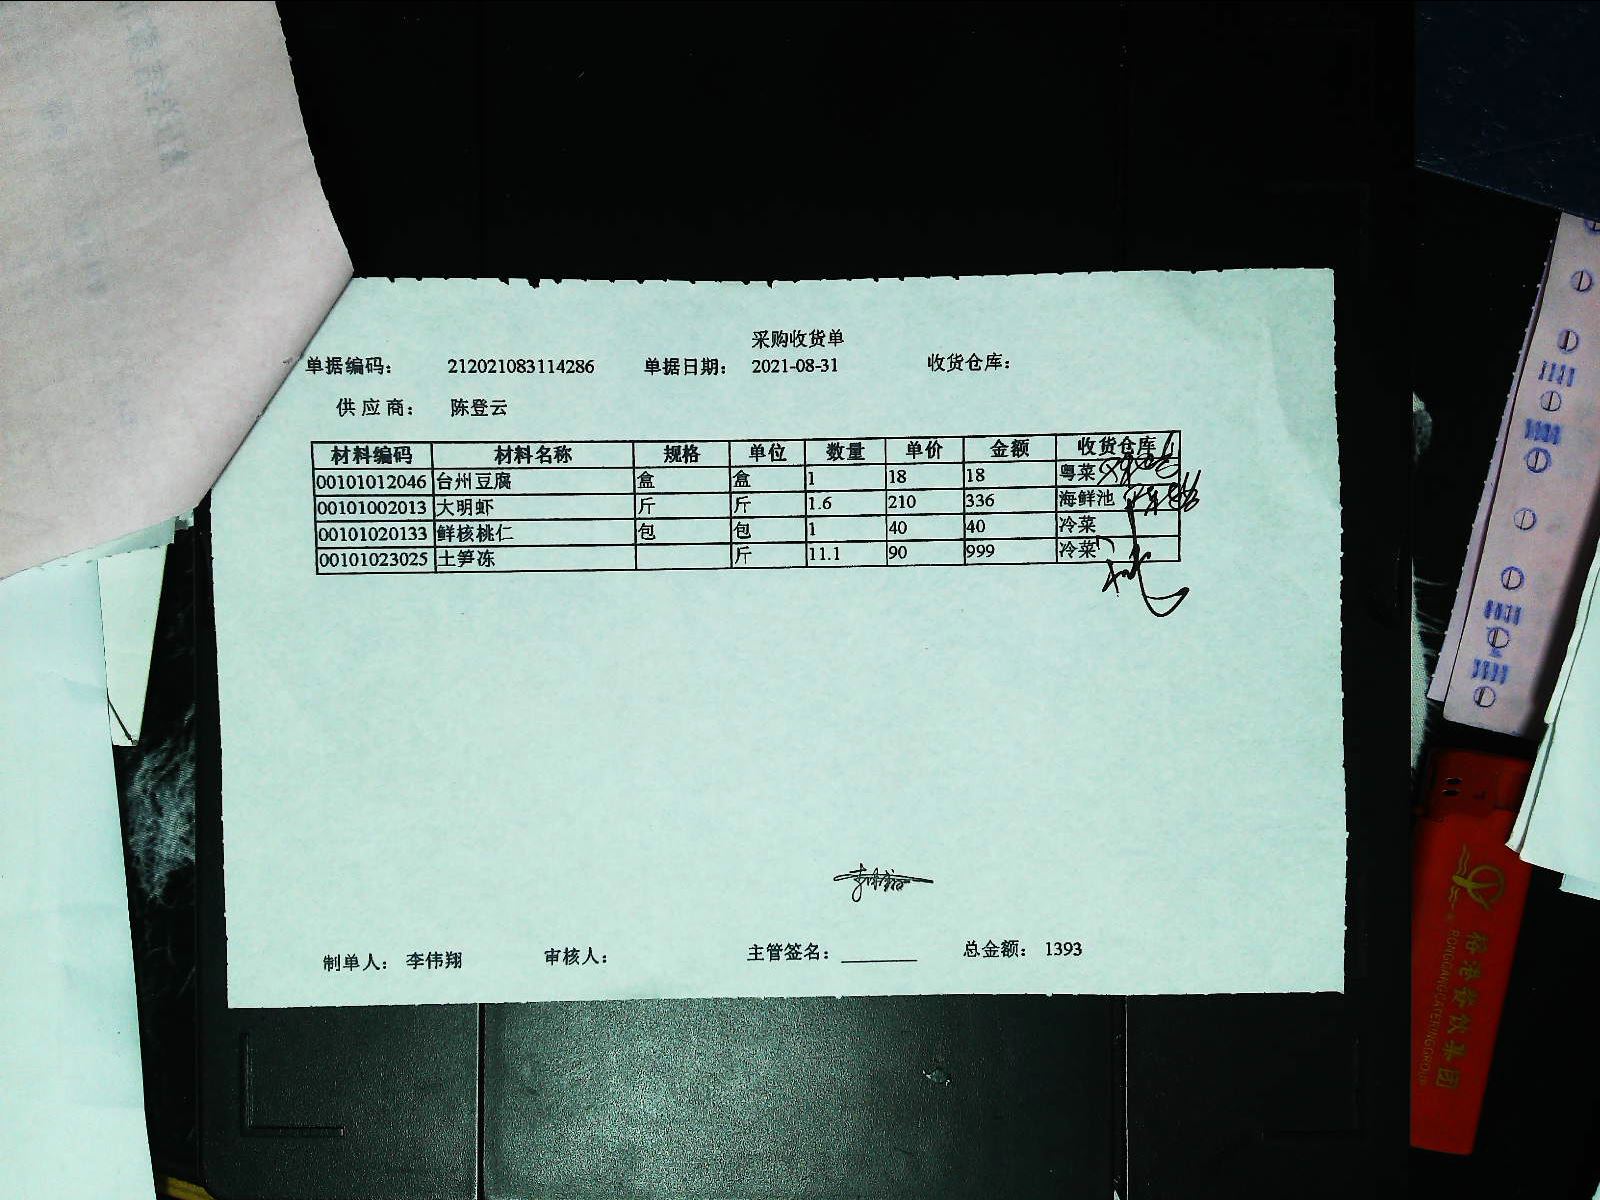 采购收货单
单据编码： 212021083114286 单据日期： 2021-08-31 收货仓库：
供应商： 陈登云
材料编码 材料名称 规格 单位 数量 单价 金额 收货仓库
00101012046 台州豆腐 盒 盒 1 18 18 粤菜
00101002013 大明虾 斤 斤 1.6 210 336 海鲜池
00101020133 鲜核桃仁 包 包 1 40 40 冷菜
00101023025 土笋冻 斤 11.1 90 999 冷菜
制单人： 李伟翔 审核人： 主管签名： 总金额： 1393
餐饮集团